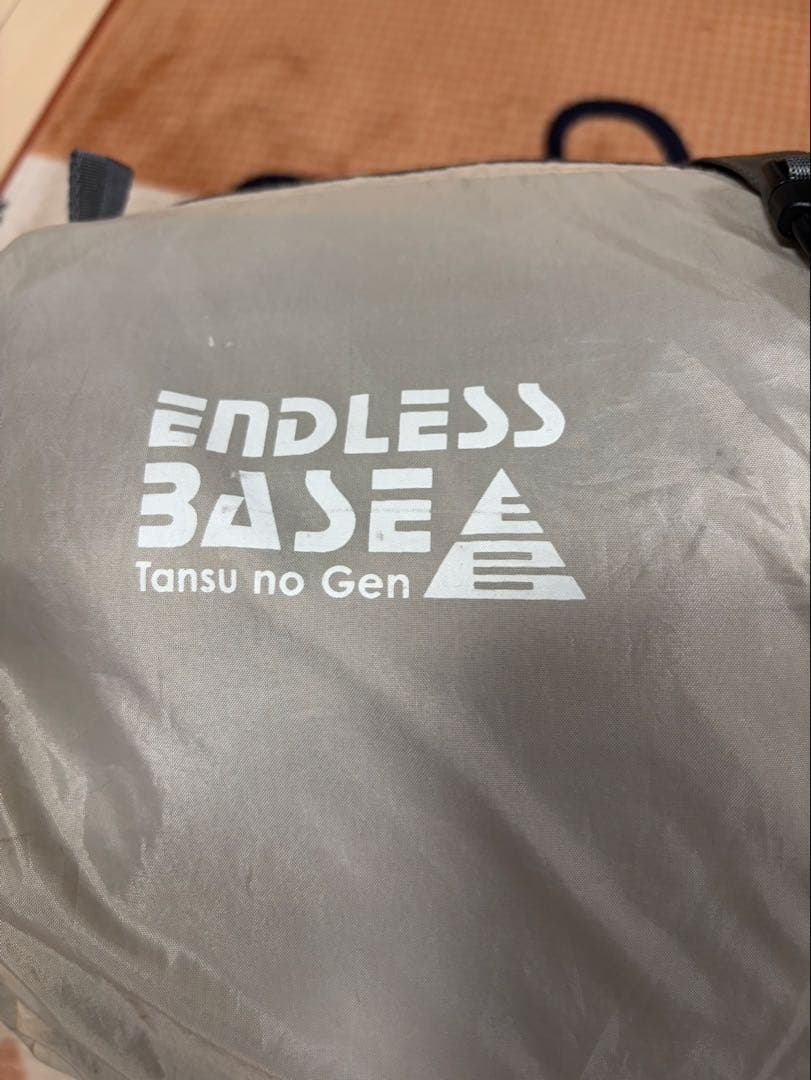 ENDLESS
BASE
Tansu no Gen